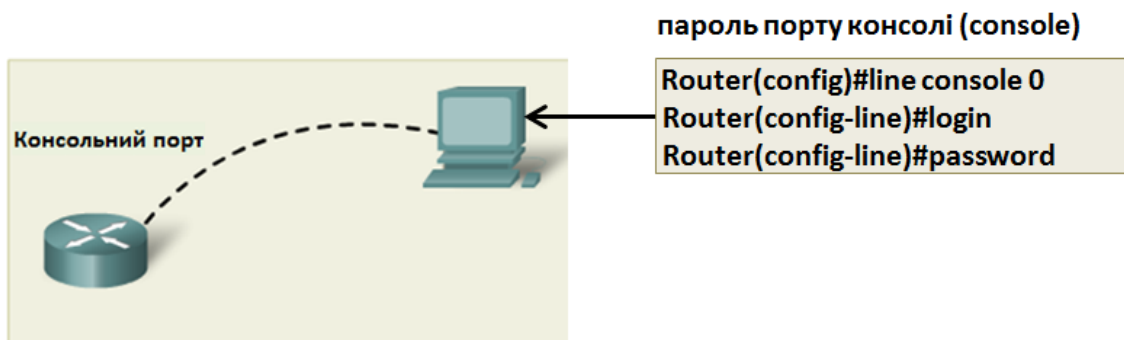 пароль порту консолі (console)
Router(config)#line console 0
Router(config-line)#login
Router(config-line)#password
Консольний порт